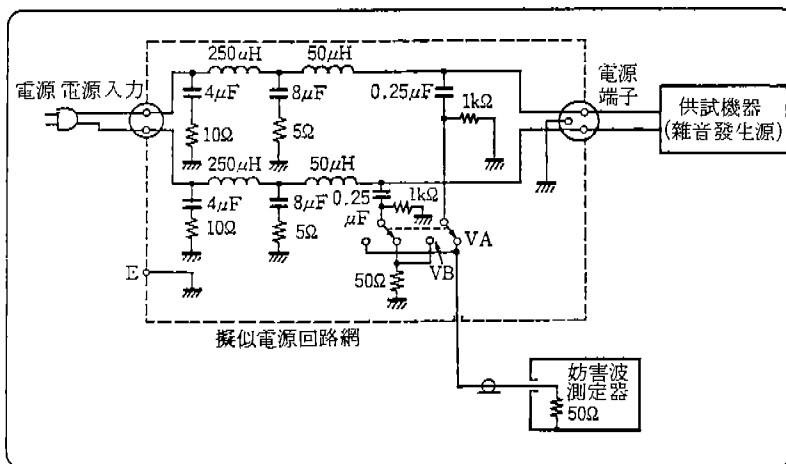 250μH
50μH
電源 電源入力
4μF
8μF
0.25μF
1kΩ
電源
端子
供試機器
(雜音發生源)
10Ω
5Ω
250μH
50μH
4μF
8μF
0.25
μF
1kΩ
10Ω
5Ω
VA
E
50Ω
VB
擬似電源回路網
妨害波
測定器
50Ω